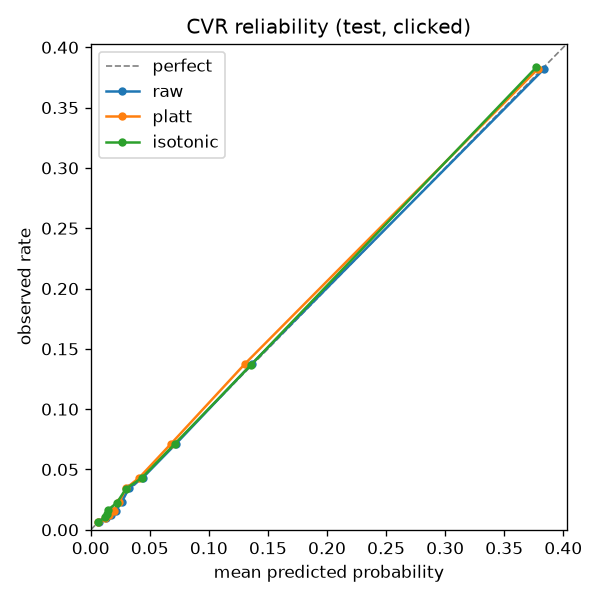 CVR reliability (test, clicked)
perfect
raw
platt
isotonic
observed rate
0.40
0.35
0.30
0.25
0.20
0.15
0.10
0.05
0.00
0.00 0.05 0.10 0.15 0.20 0.25 0.30 0.35 0.40
mean predicted probability